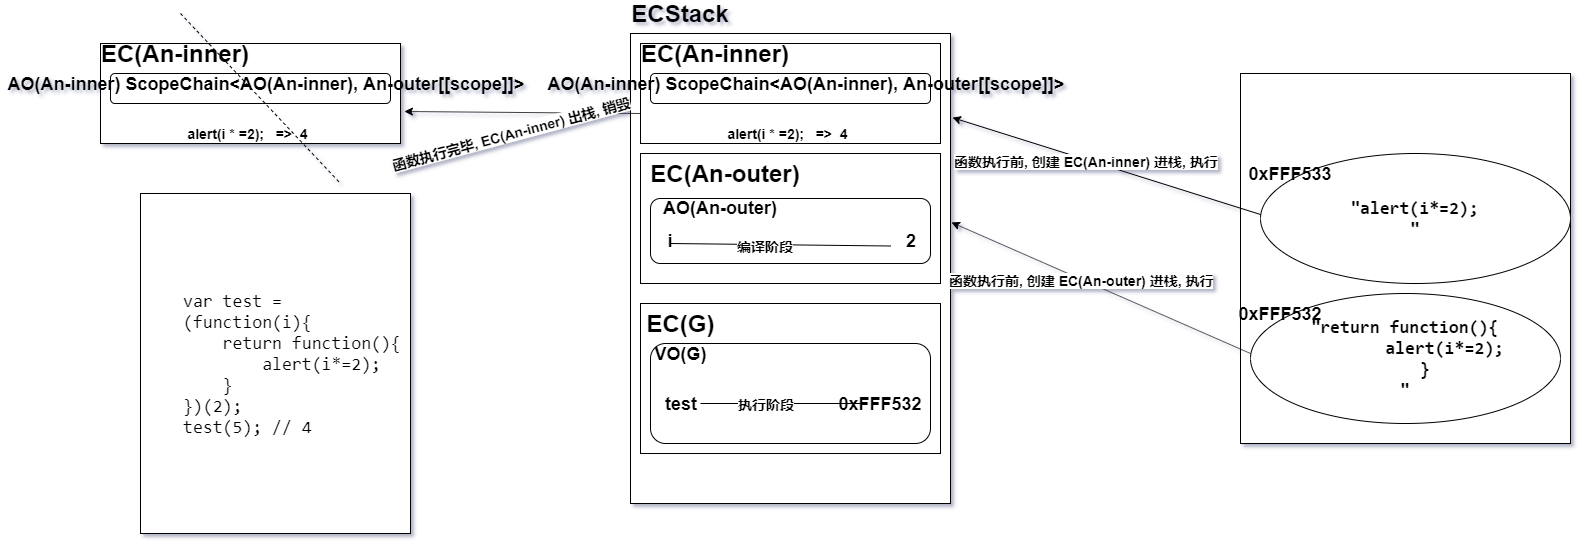 ECStack
EC(An-inner)
AO(An-inner) ScopeChain<AO(An-inner), An-outer[[scope]]>
alert(i * =2);   =>  4
函数执行完毕, EC(An-inner) 出栈, 销毁
var test =
(function(i){
    return function(){
        alert(i*=2);
    }
})(2);
test(5); // 4
EC(An-inner)
AO(An-inner) ScopeChain<AO(An-inner), An-outer[[scope]]>
alert(i * =2);   =>  4
EC(An-outer)
AO(An-outer)
i 编译阶段 2
EC(G)
VO(G)
test 执行阶段 0xFFF532
函数执行前, 创建 EC(An-inner) 进栈, 执行
函数执行前, 创建 EC(An-outer) 进栈, 执行
0xFFF533
"alert(i*=2);
"
0xFFF532
"return function(){
alert(i*=2);
}
"